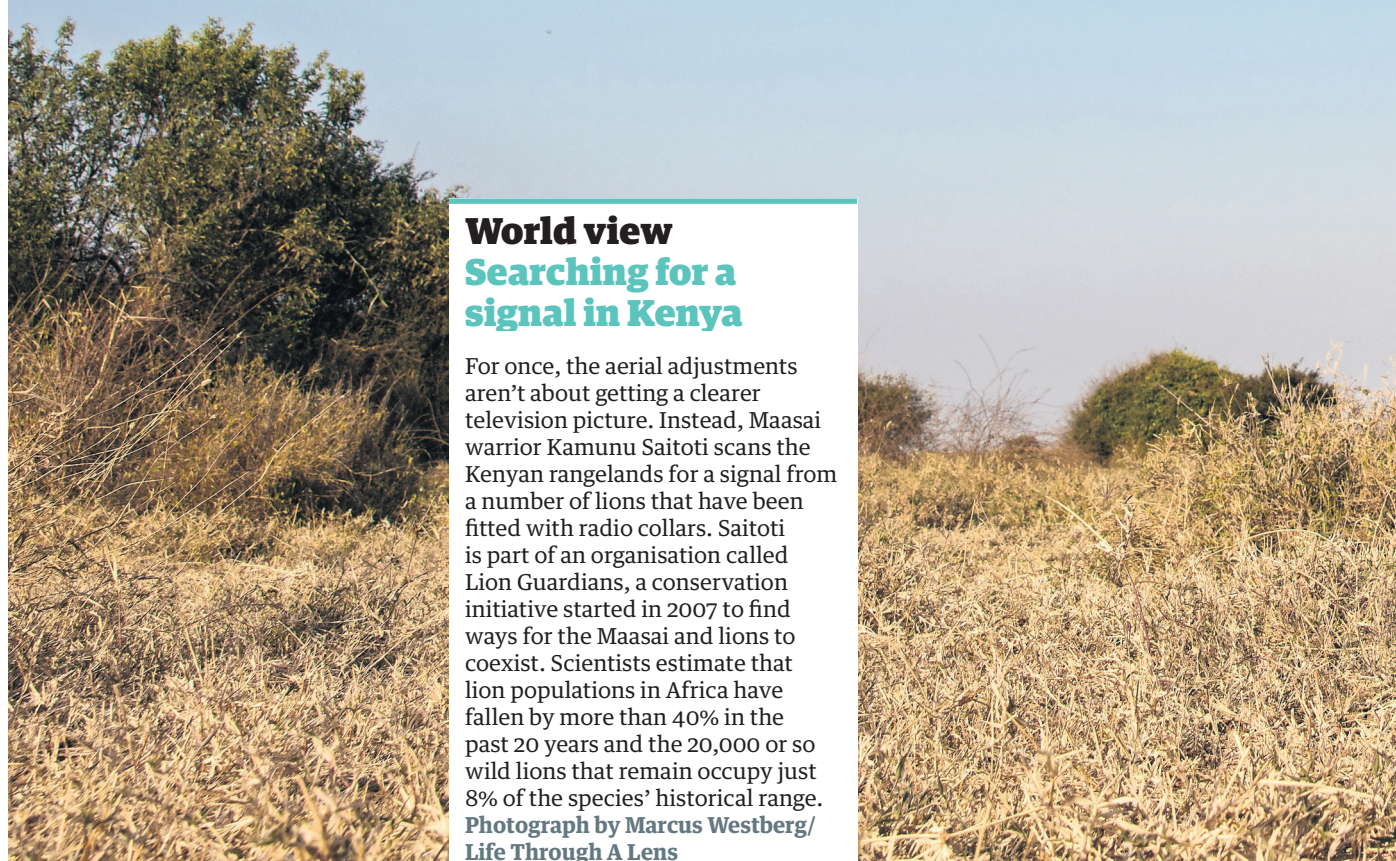 World view
Searching for a
signal in Kenya
For once, the aerial adjustments
aren’t about getting a clearer
television picture. Instead, Maasai
warrior Kamunu Saitoti scans the
Kenyan rangelands for a signal from
a number of lions that have been
fitted with radio collars. Saitoti
is part of an organisation called
Lion Guardians, a conservation
initiative started in 2007 to find
ways for the Maasai and lions to
coexist. Scientists estimate that
lion populations in Africa have
fallen by more than 40% in the
past 20 years and the 20,000 or so
wild lions that remain occupy just
8% of the species’ historical range.
Photograph by Marcus Westberg/
Life Through A Lens